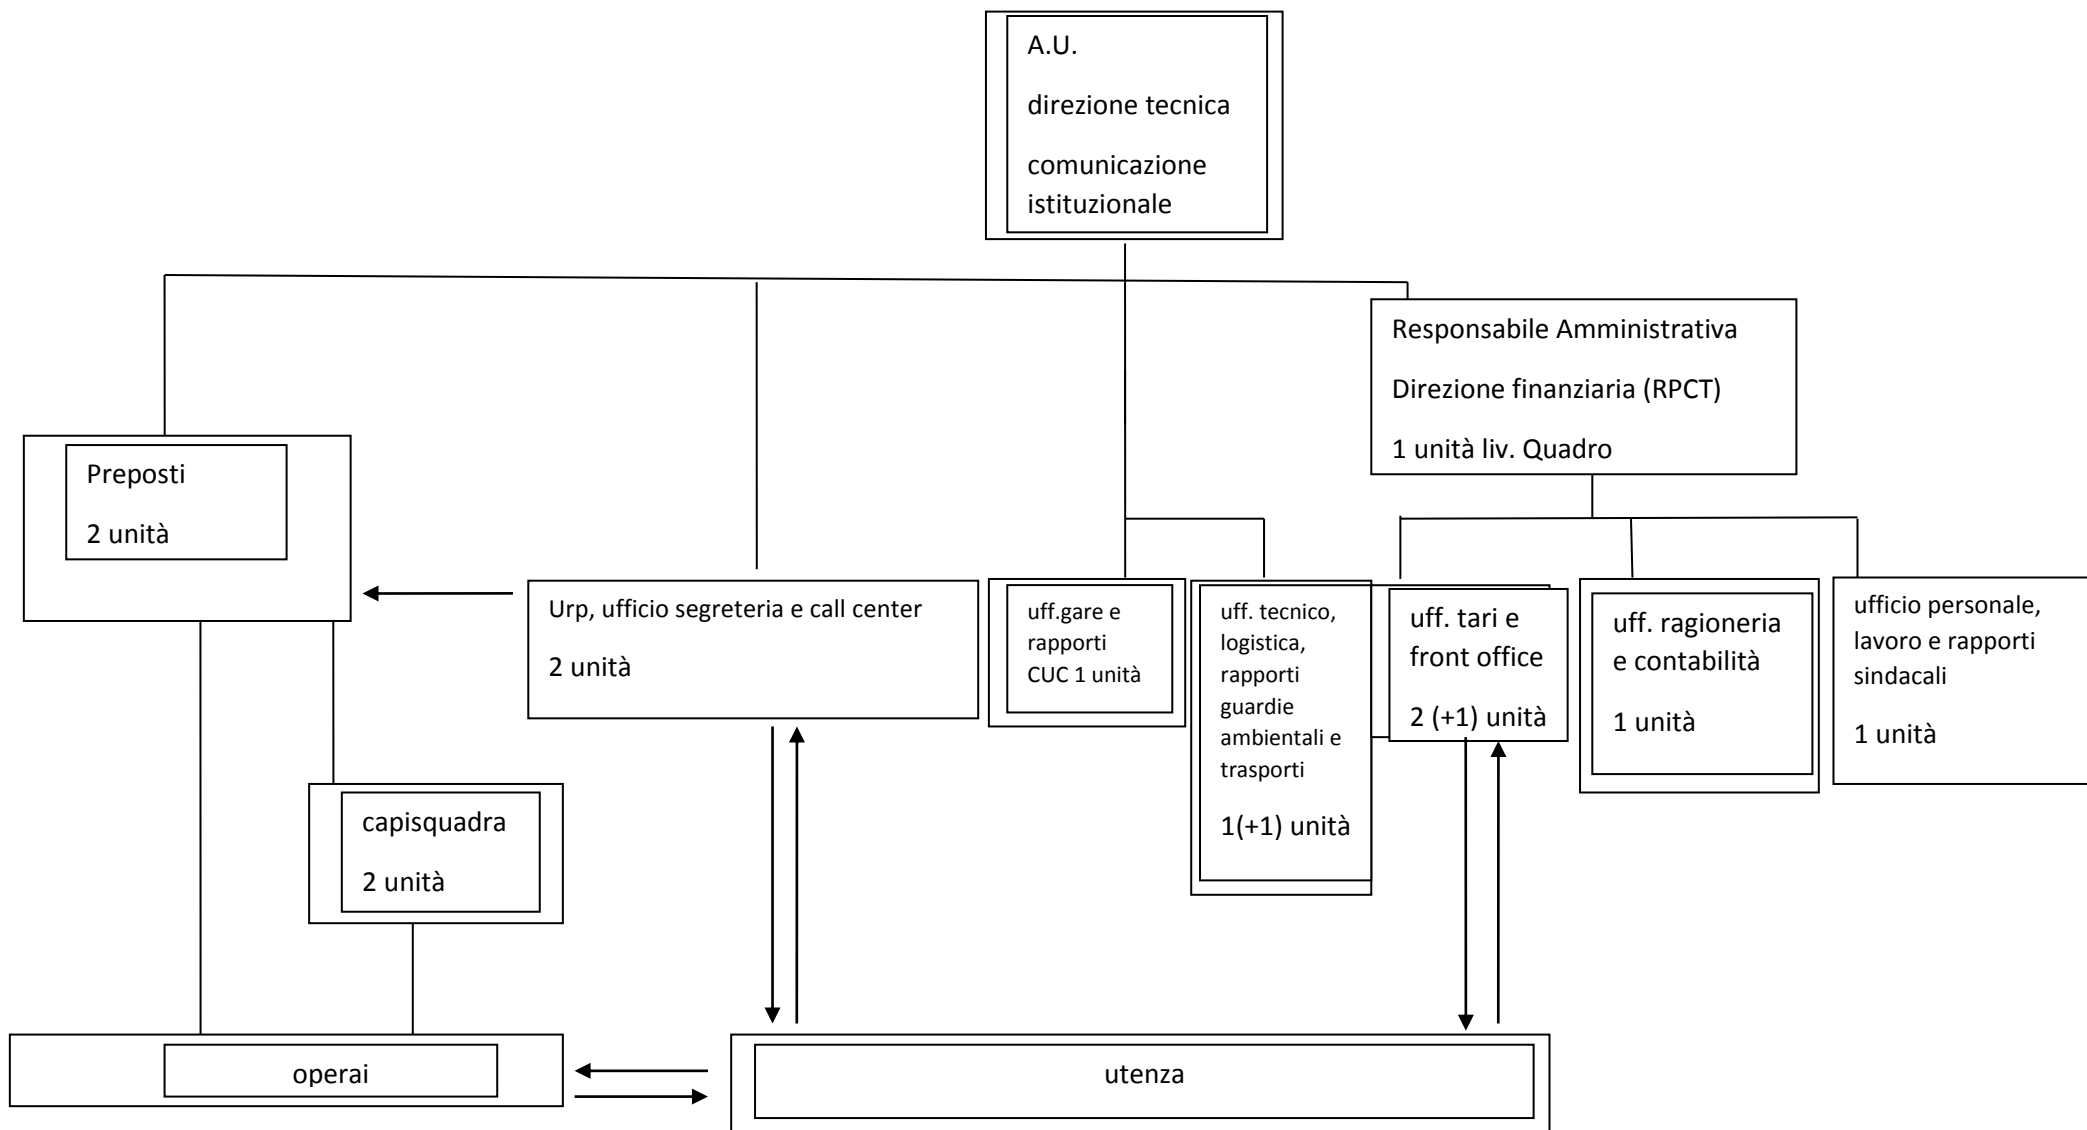 A.U.
direzione tecnica
comunicazione
istituzionale
Responsabile Amministrativa
Direzione finanziaria (RPCT)
1 unità liv. Quadro
Preposti
2 unità
Urp, ufficio segreteria e call center
2 unità
uff.gare e
rapporti
CUC 1 unità
uff. tecnico,
logistica,
rapporti
guardie
ambientali e
trasporti
1(+1) unità
uff. tari e
front office
2 (+1) unità
uff. ragioneria
e contabilità
1 unità
ufficio personale,
lavoro e rapporti
sindacali
1 unità
capisquadra
2 unità
operai
utenza